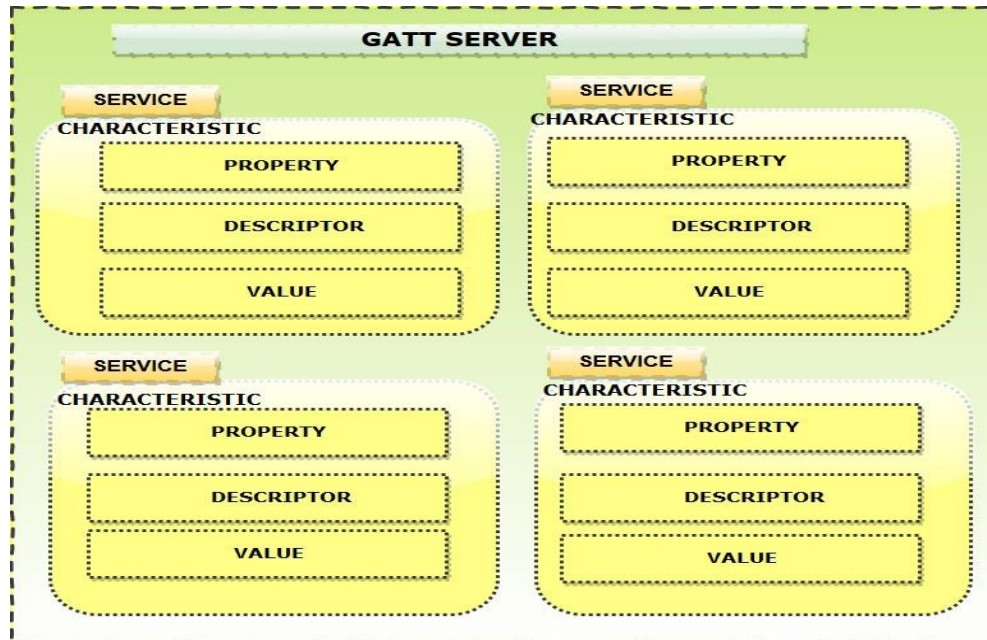 GATT SERVER
SERVICE
CHARACTERISTIC
PROPERTY
DESCRIPTOR
VALUE
SERVICE
CHARACTERISTIC
PROPERTY
DESCRIPTOR
VALUE
SERVICE
CHARACTERISTIC
PROPERTY
DESCRIPTOR
VALUE
SERVICE
CHARACTERISTIC
PROPERTY
DESCRIPTOR
VALUE